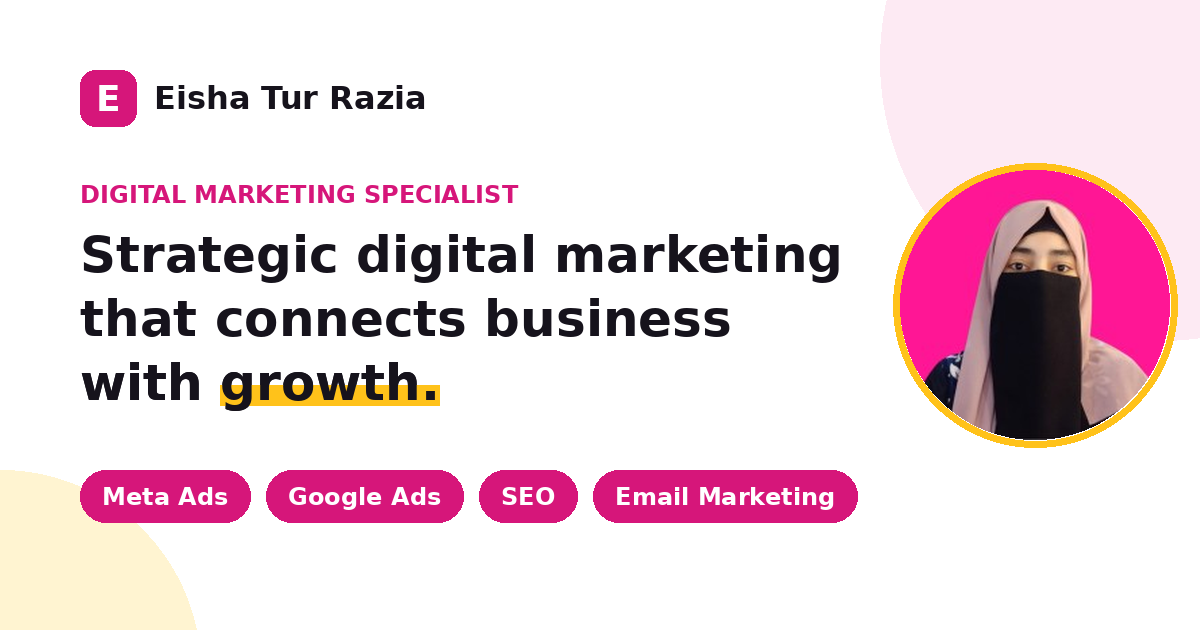 E
Eisha Tur Razia
DIGITAL MARKETING SPECIALIST
Strategic digital marketing
that connects business
with growth.
Meta Ads
Google Ads
SEO
Email Marketing